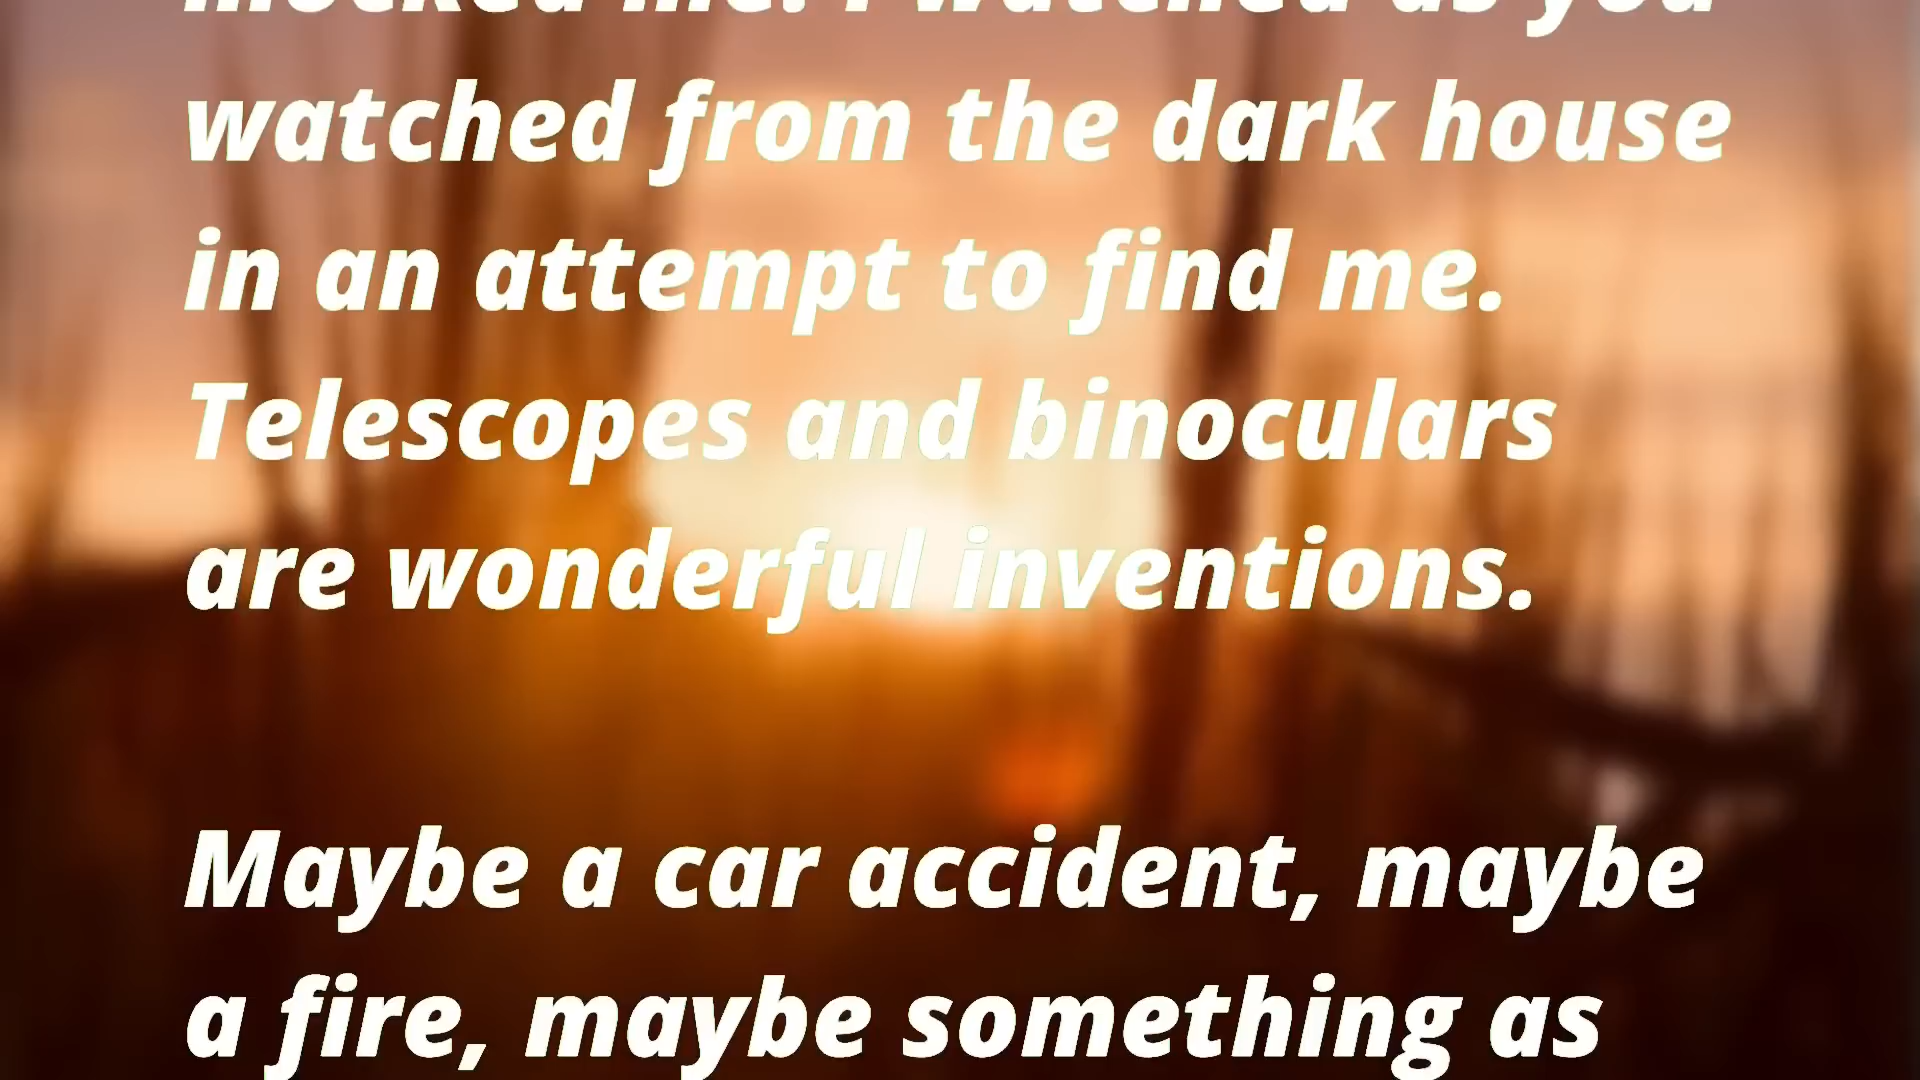 mocked me. I watched as you
watched from the dark house
in an attempt to find me.
Telescopes and binoculars
are wonderful inventions.
Maybe a car accident, maybe
a fire, maybe something as